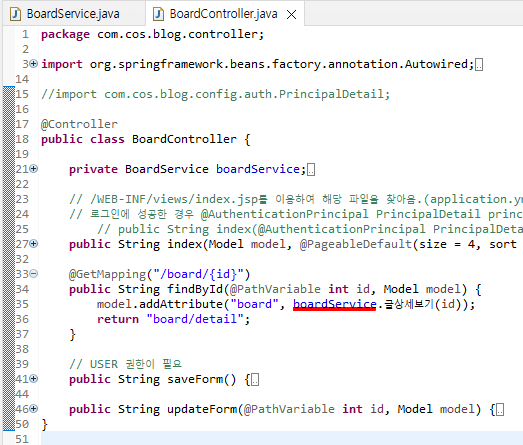 BoardService.java BoardController.java
1 package com.cos.blog.controller;
2
3 import org.springframework.beans.factory.annotation.Autowired;
14
15 //import com.cos.blog.config.auth.PrincipalDetail;
16
17 @Controller
18 public class BoardController {
19
21 private BoardService boardService;
22
23 // /WEB-INF/views/index.jsp를 이용하여 해당 파일을 찾아옴.(application.ym
24 // 로그인에 성공한 경우 @AuthenticationPrincipal PrincipalDetail princ
25 // public String index(@AuthenticationPrincipal PrincipalDe
27 public String index(Model model, @PageableDefault(size = 4, sort
32
33 @GetMapping("/board/{id}")
34 public String findById(@PathVariable int id, Model model) {
35 model.addAttribute("board", boardService.글상세보기(id));
36 return "board/detail";
37 }
38
39 // USER 권한이 필요
41 public String saveForm() {
44
46 public String updateForm(@PathVariable int id, Model model) {
50 }
51